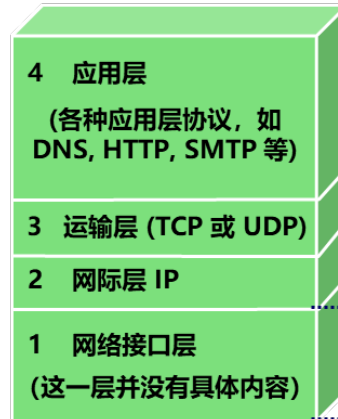 4 应用层
(各种应用层协议，如
DNS, HTTP, SMTP 等)
3 运输层 (TCP 或 UDP)
2 网际层 IP
1 网络接口层
(这一层并没有具体内容)